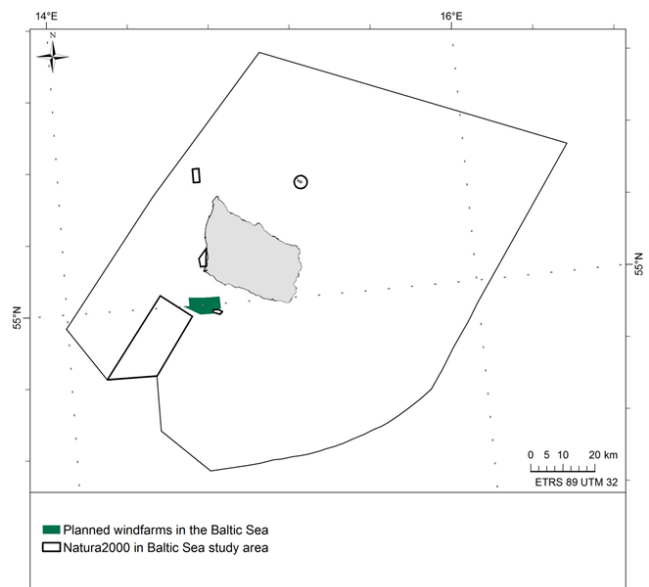 14°E
16°E
N
55°N
55°N
0 5 10 20 km
ETRS 89 UTM 32
Planned windfarms in the Baltic Sea
Natura2000 in Baltic Sea study area